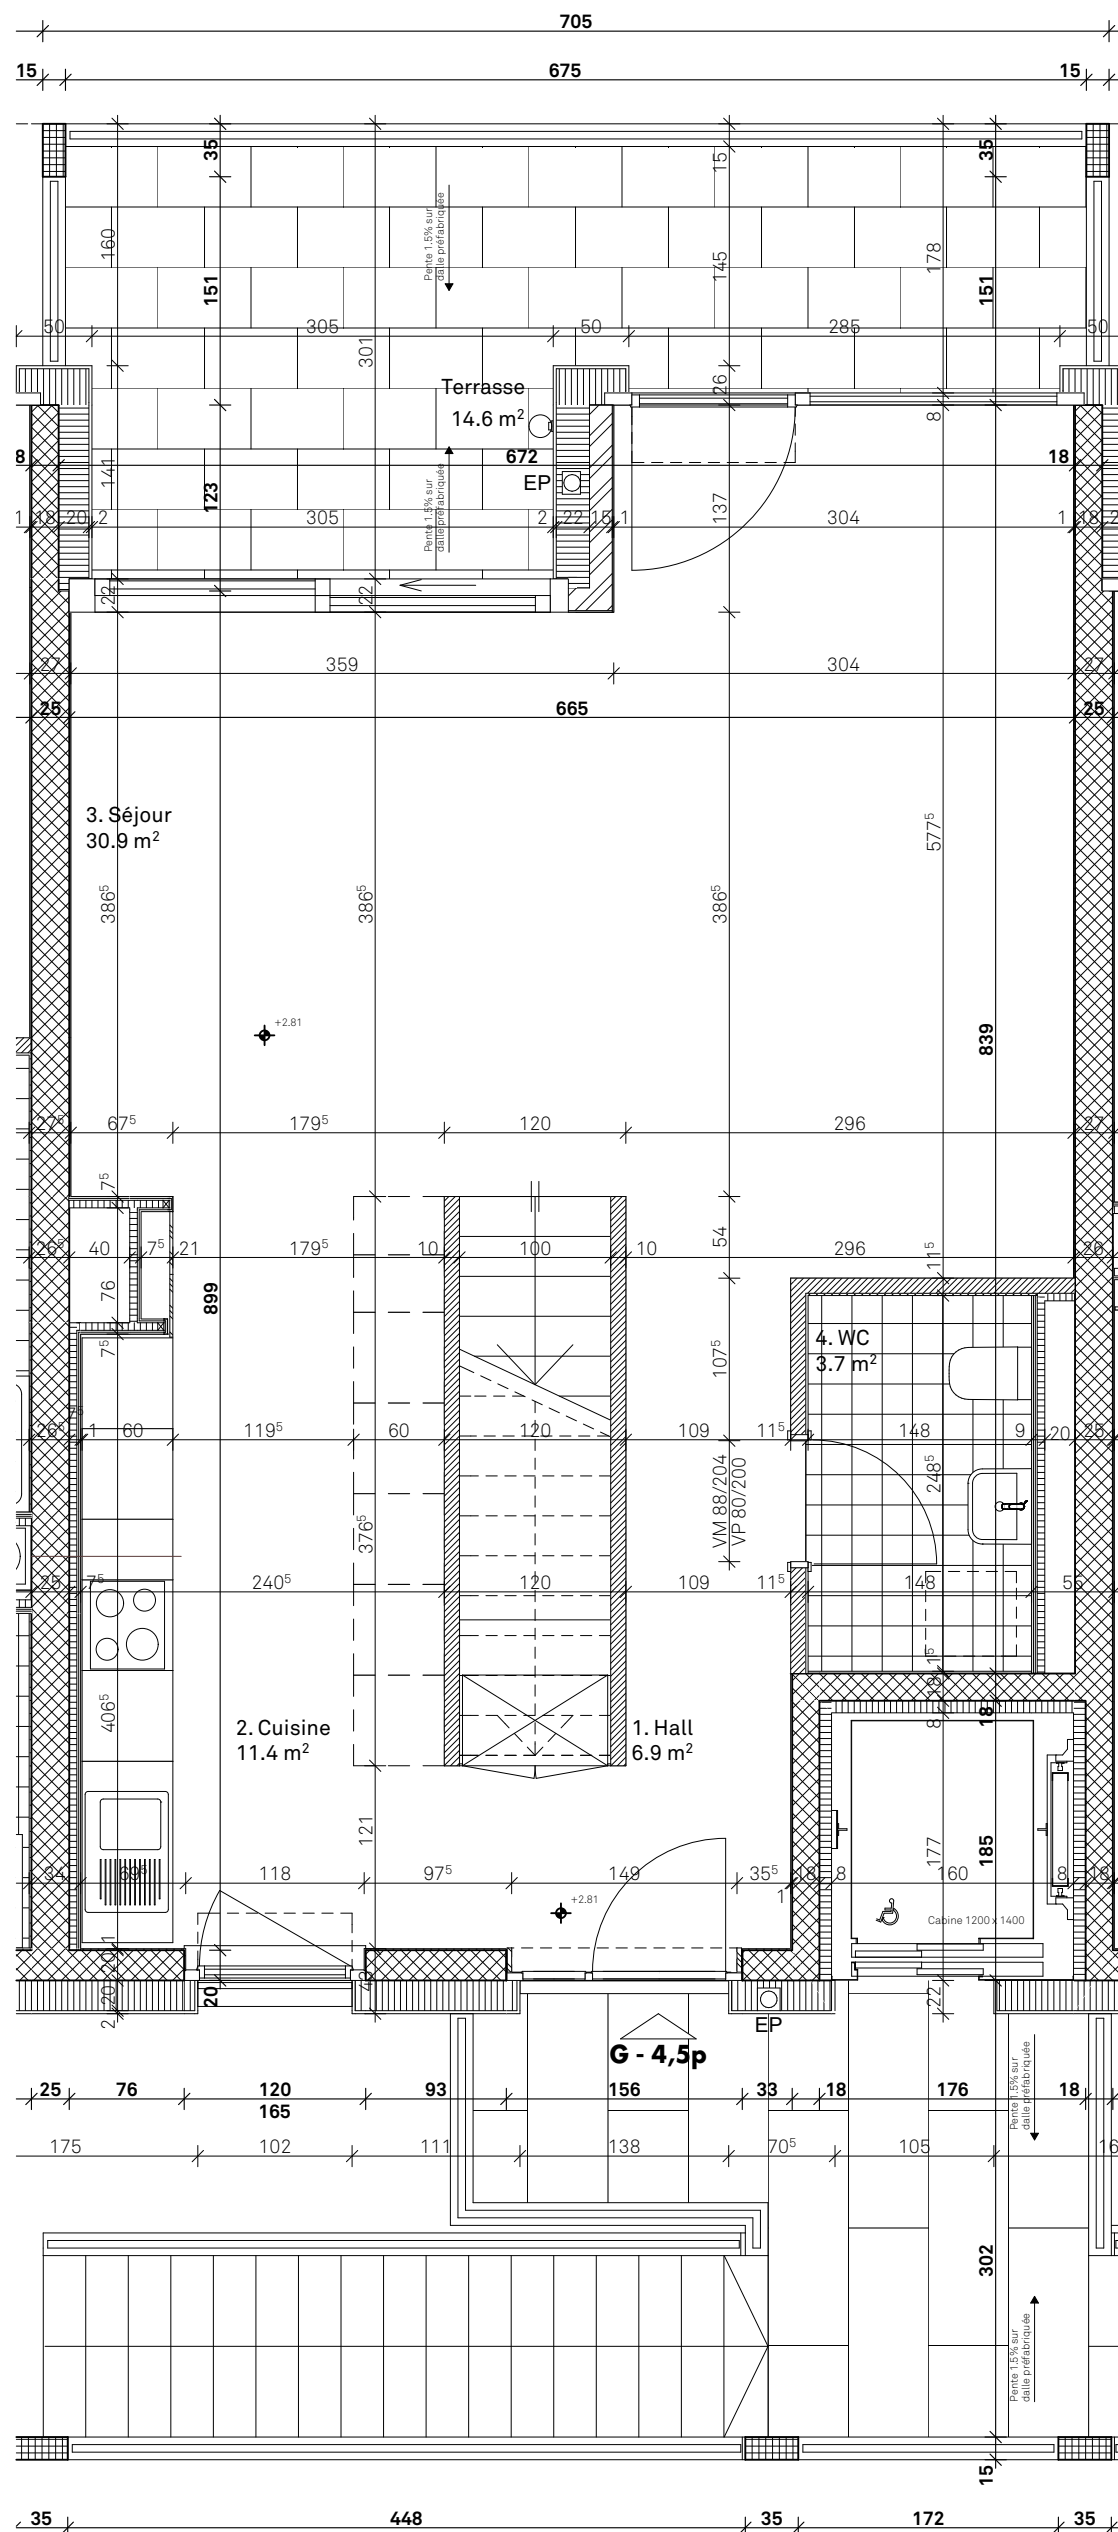 705
15 675 15
35 15 35
160 151 145 178 151
Pente 1.5% sur
dalle préfabriquée
50 305 50 285 50
301 26
Terrasse
14.6 m²
8
8 672 18
141 123 EP 137
Pente 1.5% sur
dalle préfabriquée
1 18 20 2 305 2 22 15 1 304 1 18 2
22 22
27 359 304 27
25 665 25
3. Séjour
30.9 m²
577⁵
386⁵ 386⁵ 386⁵
+2.81
839
27⁵ 67⁵ 179⁵ 120 296 27
7⁵
54
26⁵ 40 7⁵ 21 179⁵ 10 100 10 296 26
11⁵
76 899
7⁵ 107⁵
4. WC
3.7 m²
7⁵
26⁵ 1 60 119⁵ 60 120 109 11⁵ 148 9 20 25
376⁵ 248⁵
VM 88/204
VP 80/200
25 7⁵ 240⁵ 120 109 11⁵ 148 55
406⁵
18 1⁵
8 18
2. Cuisine
11.4 m²
1. Hall
6.9 m²
121 177 185
34 69⁵ 118 97⁵ 149 35⁵ 18 8 160 8 18
1
+2.81
Cabine 1200 x 1400
20 1
20 20 22
2
EP
G - 4,5p
25 76 120 93 156 33 18 176 18
165
Pente 1.5% sur
dalle préfabriquée
175 102 111 138 70⁵ 105 16
302
Pente 1.5% sur
dalle préfabriquée
15
35 448 35 172 35